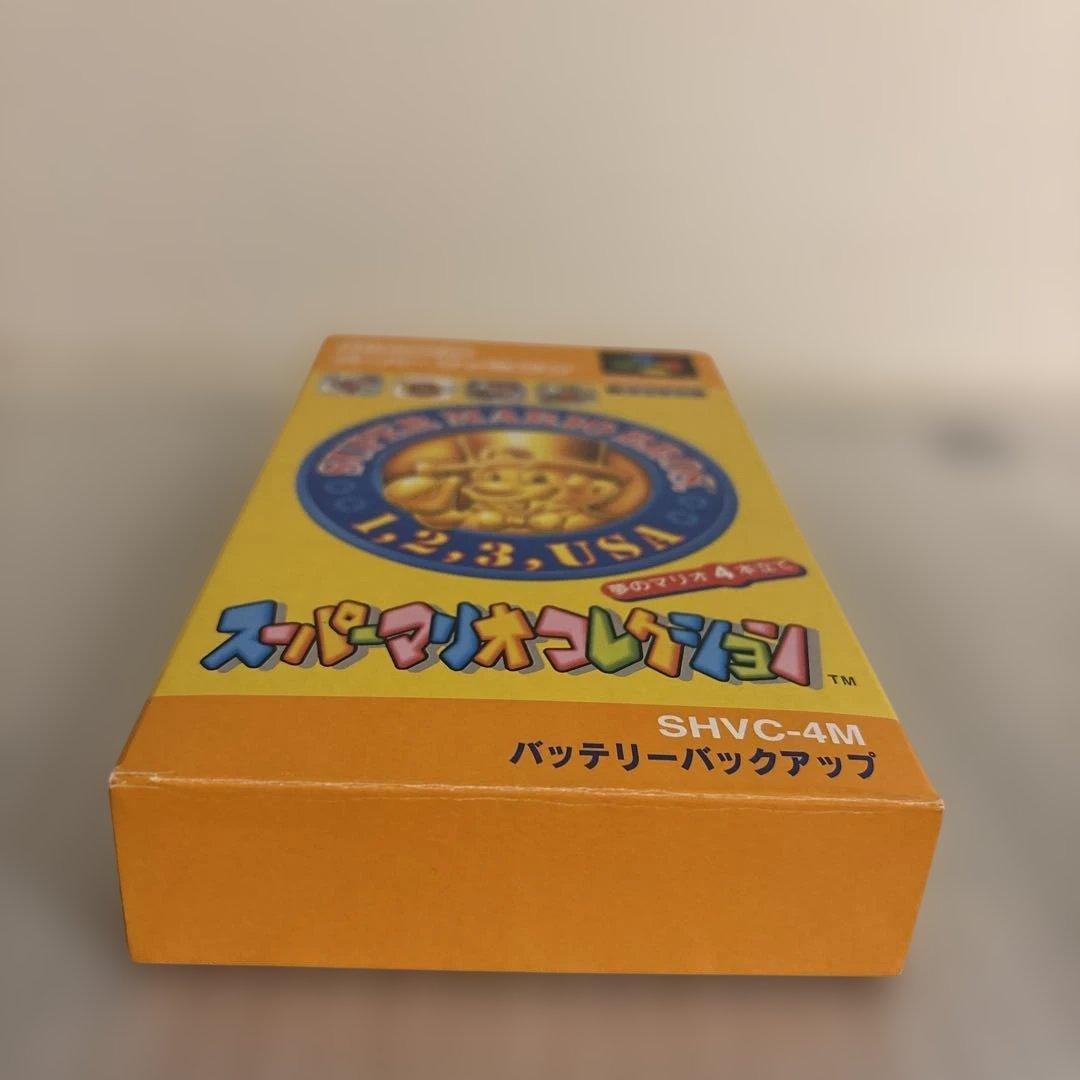 SUPER MARIO BROS.
1, 2, 3, USA
夢のマリオ4本立て
スーパーマリオコレクション
TM
SHVC-4M
バッテリーバックアップ